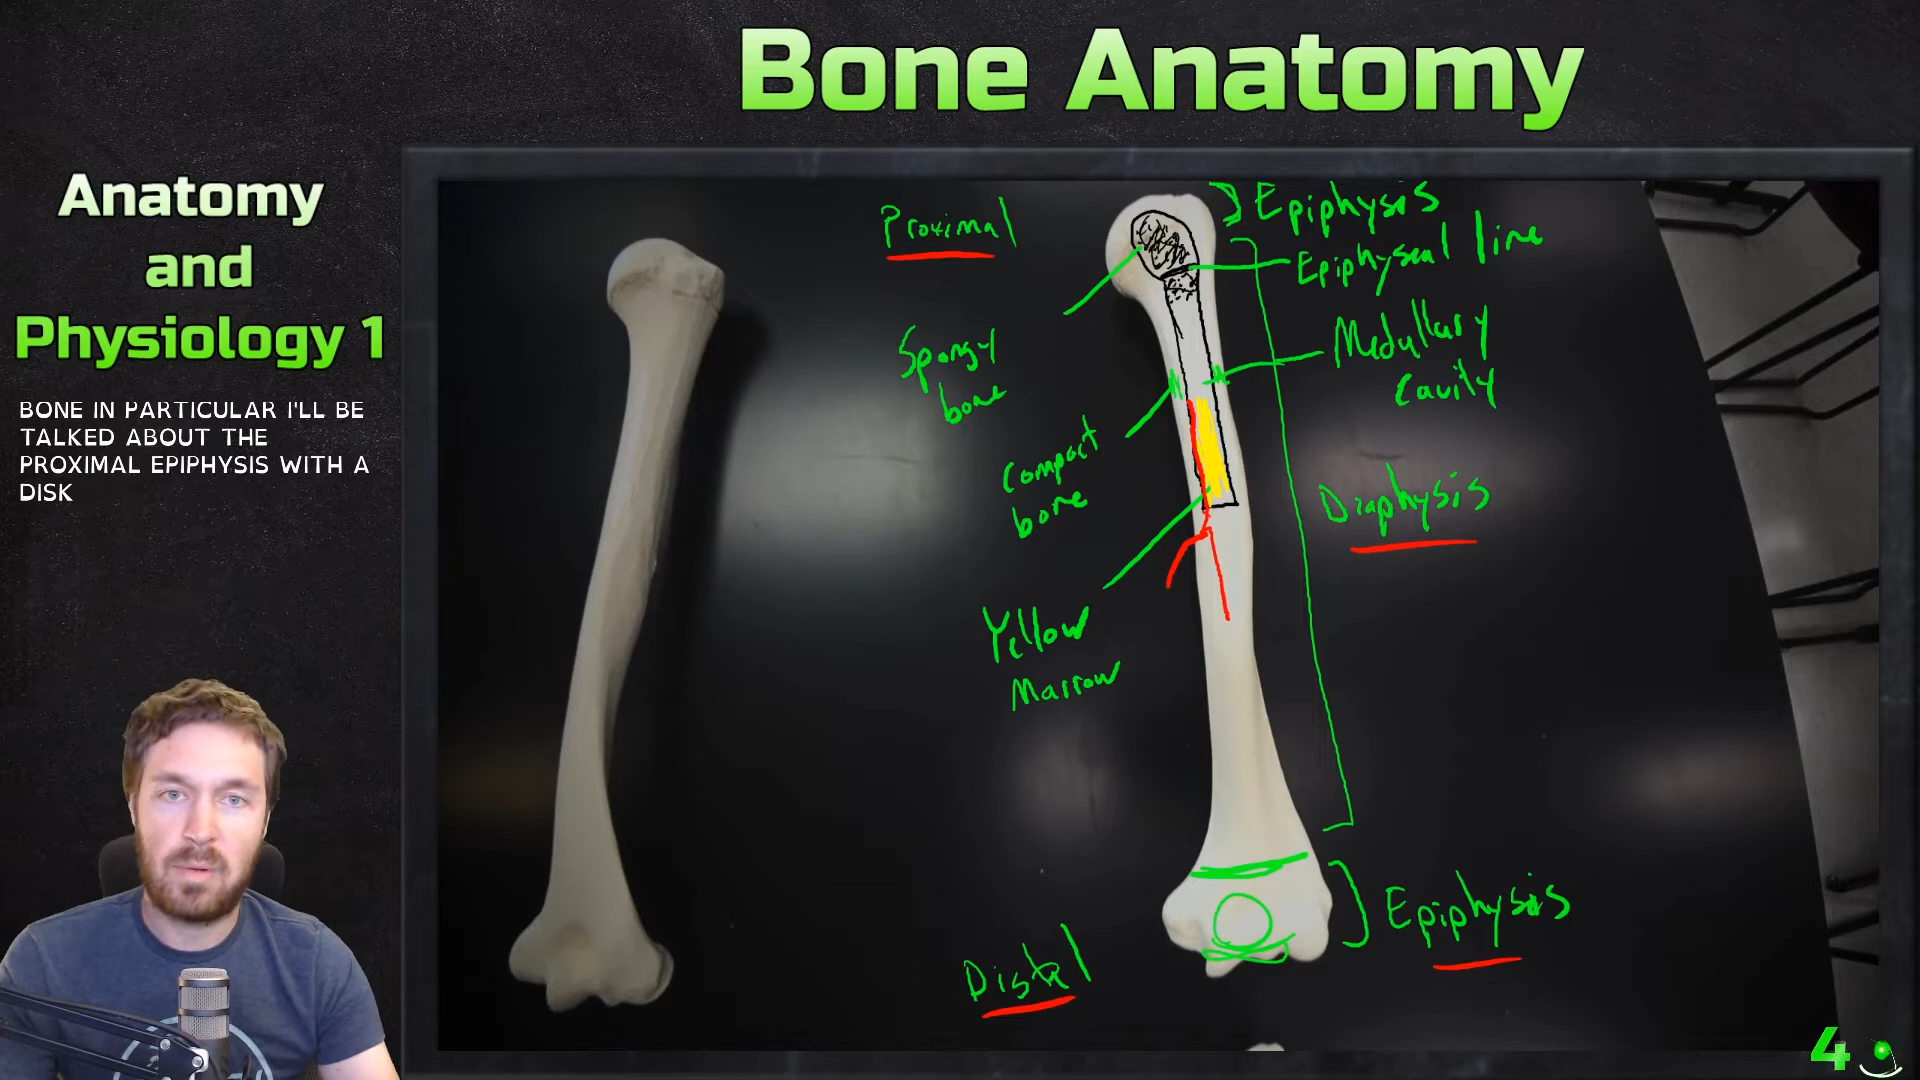 Bone Anatomy
Anatomy
and
Physiology 1
BONE IN PARTICULAR I'LL BE
TALKED ABOUT THE
PROXIMAL EPIPHYSIS WITH A
DISK
Proximal
Epiphysis
Epiphyseal line
Medullary
Cavity
Spongy
bone
Compact
bone
Diaphysis
Yellow
Marrow
Epiphysis
Distal
4